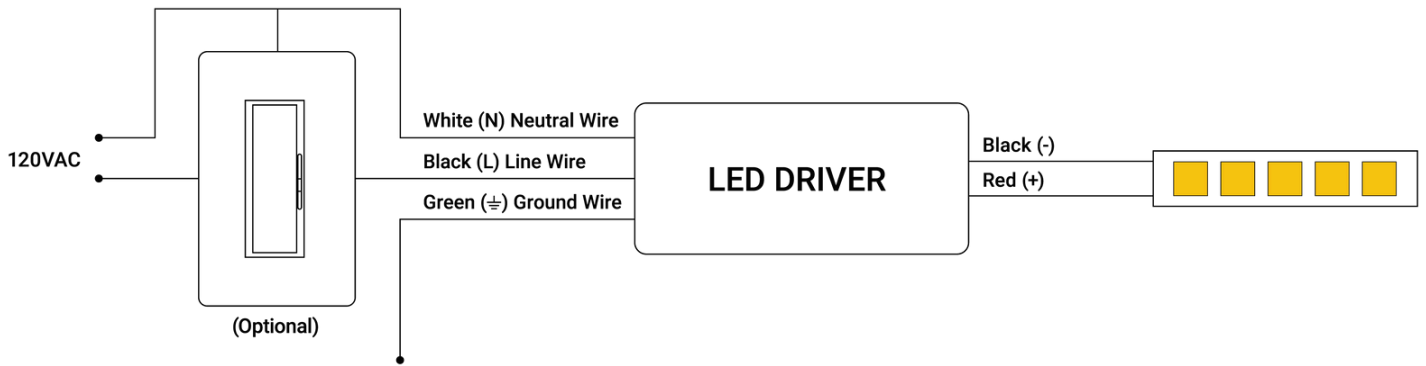 120VAC
(Optional)
White (N) Neutral Wire
Black (L) Line Wire
Green (⏚) Ground Wire
LED DRIVER
Black (-)
Red (+)